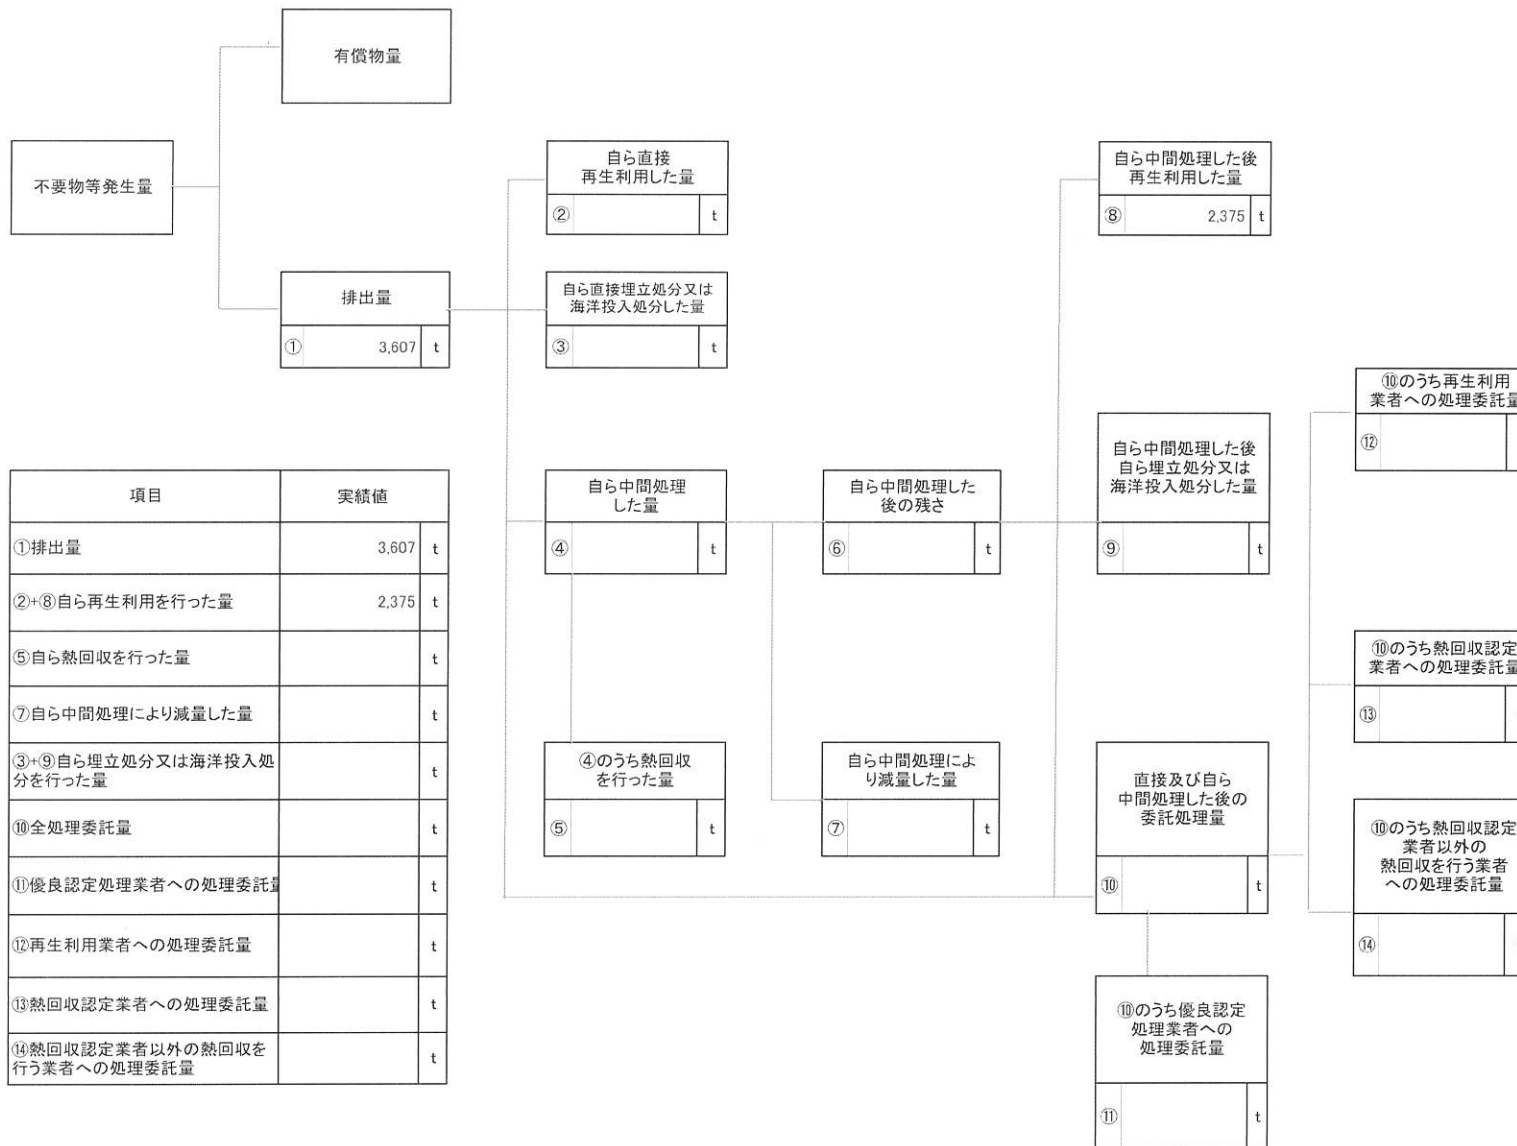 有償物量
不要物等発生量
自ら直接
再生利用した量
② t
自ら中間処理した後
再生利用した量
⑧ 2,375 t
排出量
① 3,607 t
自ら直接埋立処分又は
海洋投入処分した量
③ t
⑩のうち再生利用
業者への処理委託量
⑫
自ら中間処理した後
自ら埋立処分又は
海洋投入処分した量
⑨ t
自ら中間処理
した量
④ t
自ら中間処理した
後の残さ
⑥ t
項目 実績値
①排出量 3,607 t
②+⑧自ら再生利用を行った量 2,375 t
⑤自ら熱回収を行った量 t
⑦自ら中間処理により減量した量 t
③+⑨自ら埋立処分又は海洋投入処
分を行った量 t
⑩全処理委託量 t
⑪優良認定処理業者への処理委託量 t
⑫再生利用業者への処理委託量 t
⑬熱回収認定業者への処理委託量 t
⑭熱回収認定業者以外の熱回収を
行う業者への処理委託量 t
⑩のうち熱回収認定
業者への処理委託量
⑬
④のうち熱回収
を行った量
⑤ t
自ら中間処理によ
り減量した量
⑦ t
直接及び自ら
中間処理した後の
委託処理量
⑩ t
⑩のうち熱回収認定
業者以外の
熱回収を行う業者
への処理委託量
⑭
⑩のうち優良認定
処理業者への
処理委託量
⑪ t